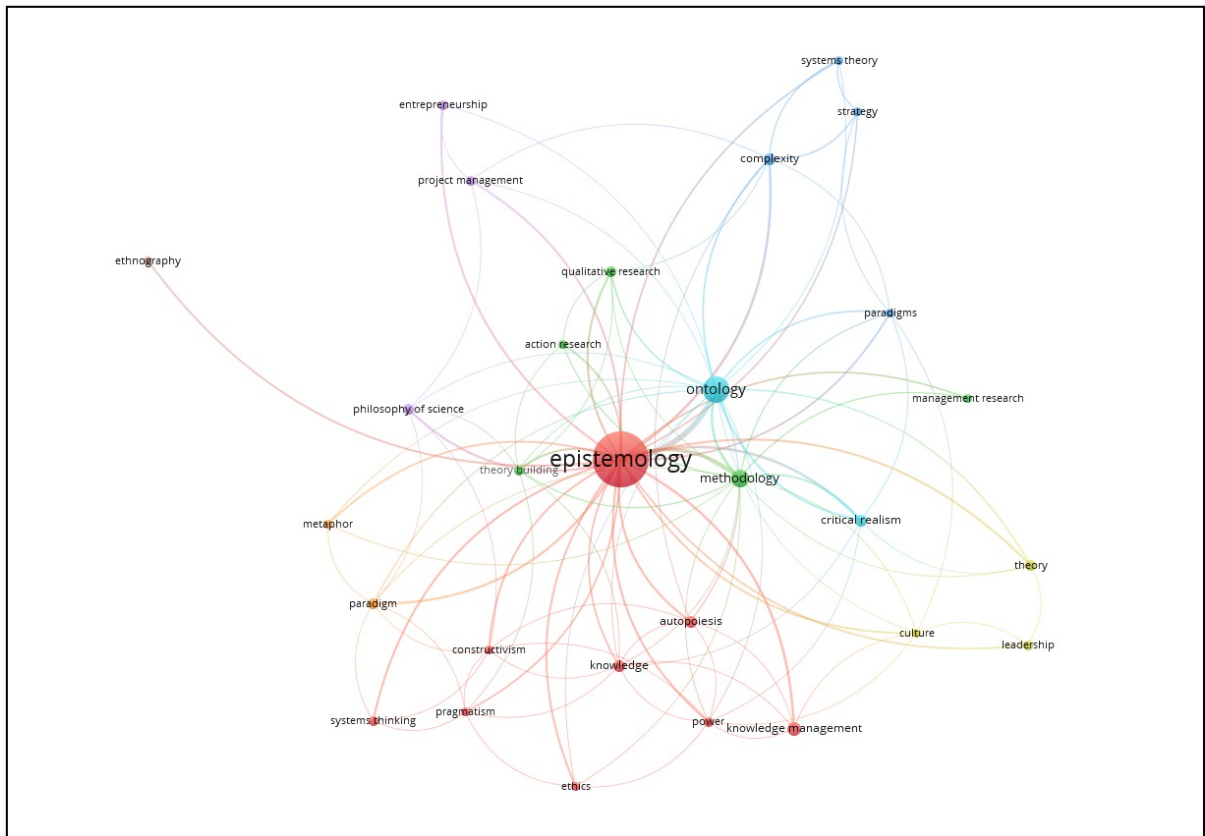 systems theory
entrepreneurship
strategy
complexity
project management
ethnography
qualitative research
paradigms
action research
ontology
management research
philosophy of science
epistemology
theory building
methodology
critical realism
metaphor
theory
paradigm
autopoiesis
culture
leadership
constructivism
knowledge
pragmatism
systems thinking
power
knowledge management
ethics